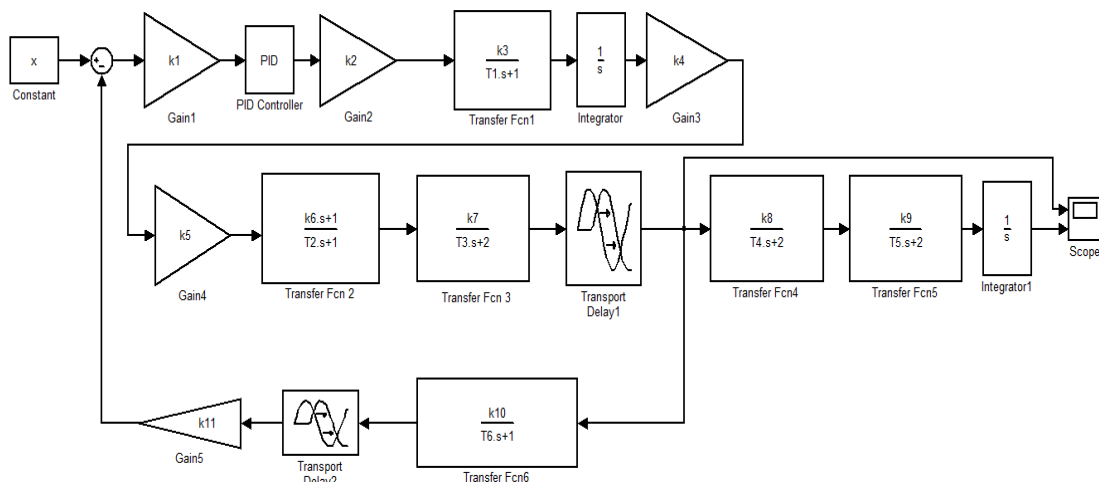 x
Constant
+
-
k1
Gain1
PID
PID Controller
k2
Gain2
k3
T1.s+1
Transfer Fcn1
1
s
Integrator
k4
Gain3
k5
Gain4
k6.s+1
T2.s+1
Transfer Fcn 2
k7
T3.s+2
Transfer Fcn 3
Transport
Delay1
k8
T4.s+2
Transfer Fcn4
k9
T5.s+2
Transfer Fcn5
1
s
Integrator1
Scope
k11
Gain5
Transport
Delay2
k10
T6.s+1
Transfer Fcn6